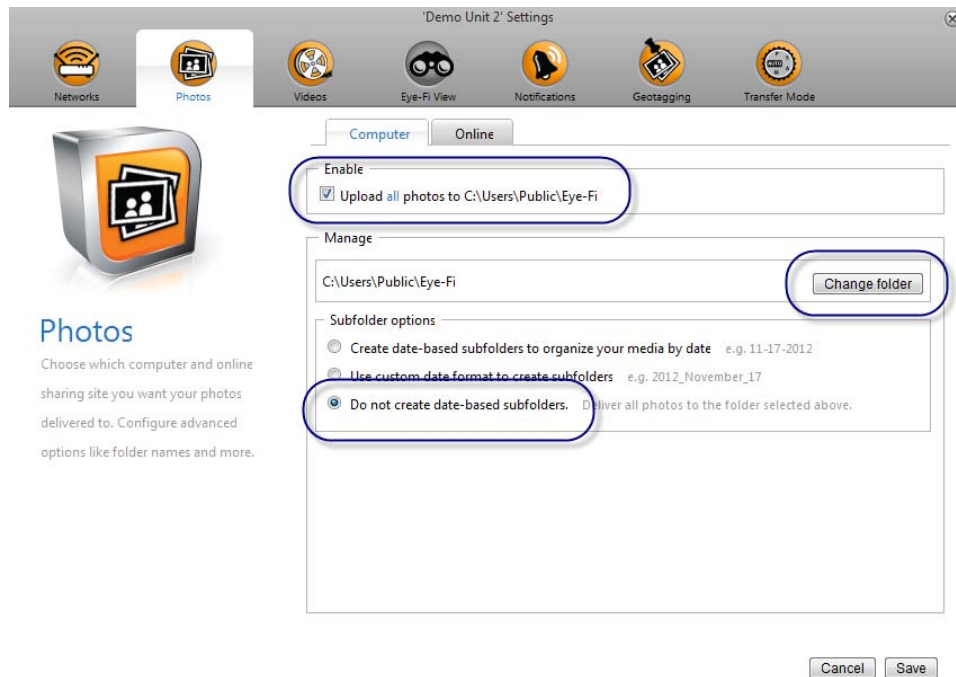 'Demo Unit 2' Settings
Networks
Photos
Videos
Eye-Fi View
Notifications
Geotagging
Transfer Mode
Computer
Online
Enable
Upload all photos to C:\Users\Public\Eye-Fi
Manage
C:\Users\Public\Eye-Fi
Change folder
Photos
Choose which computer and online
sharing site you want your photos
delivered to. Configure advanced
options like folder names and more.
Subfolder options
Create date-based subfolders to organize your media by date e.g. 11-17-2012
Use custom date format to create subfolders e.g. 2012_November_17
Do not create date-based subfolders. Deliver all photos to the folder selected above.
Cancel
Save